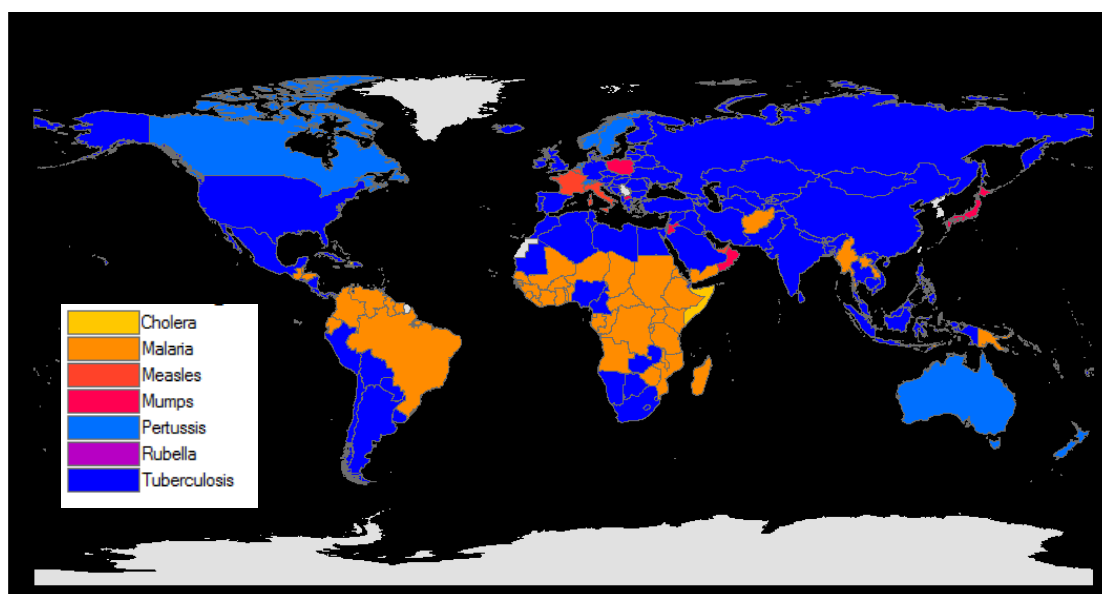 Cholera
Malaria
Measles
Mumps
Pertussis
Rubella
Tuberculosis